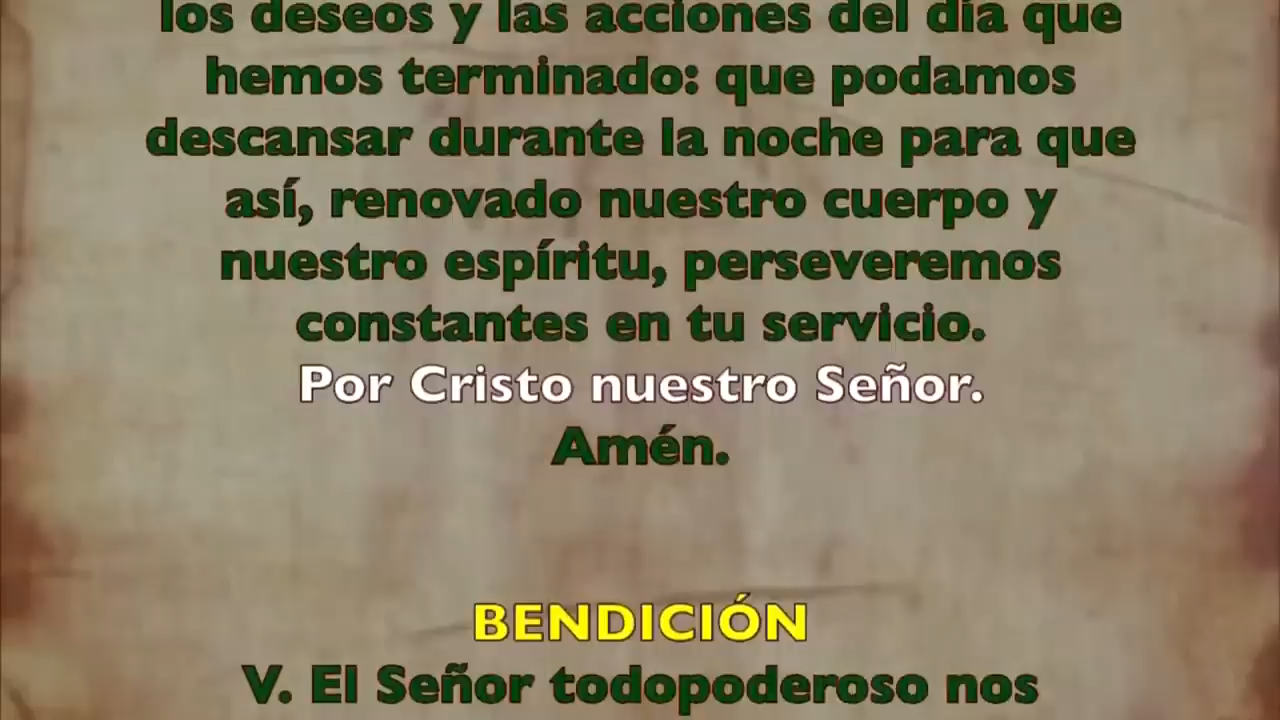 los deseos y las acciones del día que
hemos terminado: que podamos
descansar durante la noche para que
así, renovado nuestro cuerpo y
nuestro espíritu, perseveremos
constantes en tu servicio.
Por Cristo nuestro Señor.
Amén.
BENDICIÓN
V. El Señor todopoderoso nos